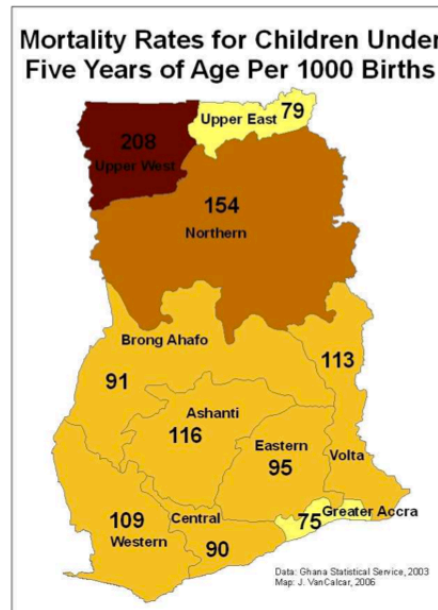 Mortality Rates for Children Under
Five Years of Age Per 1000 Births
Upper East 79
208
Upper West
154
Northern
Brong Ahafo
91
113
Ashanti
116
Eastern
95
Volta
Greater Accra
75
109
Western
Central
90
Data: Ghana Statistical Service, 2003
Map: J. VanCalcar, 2006